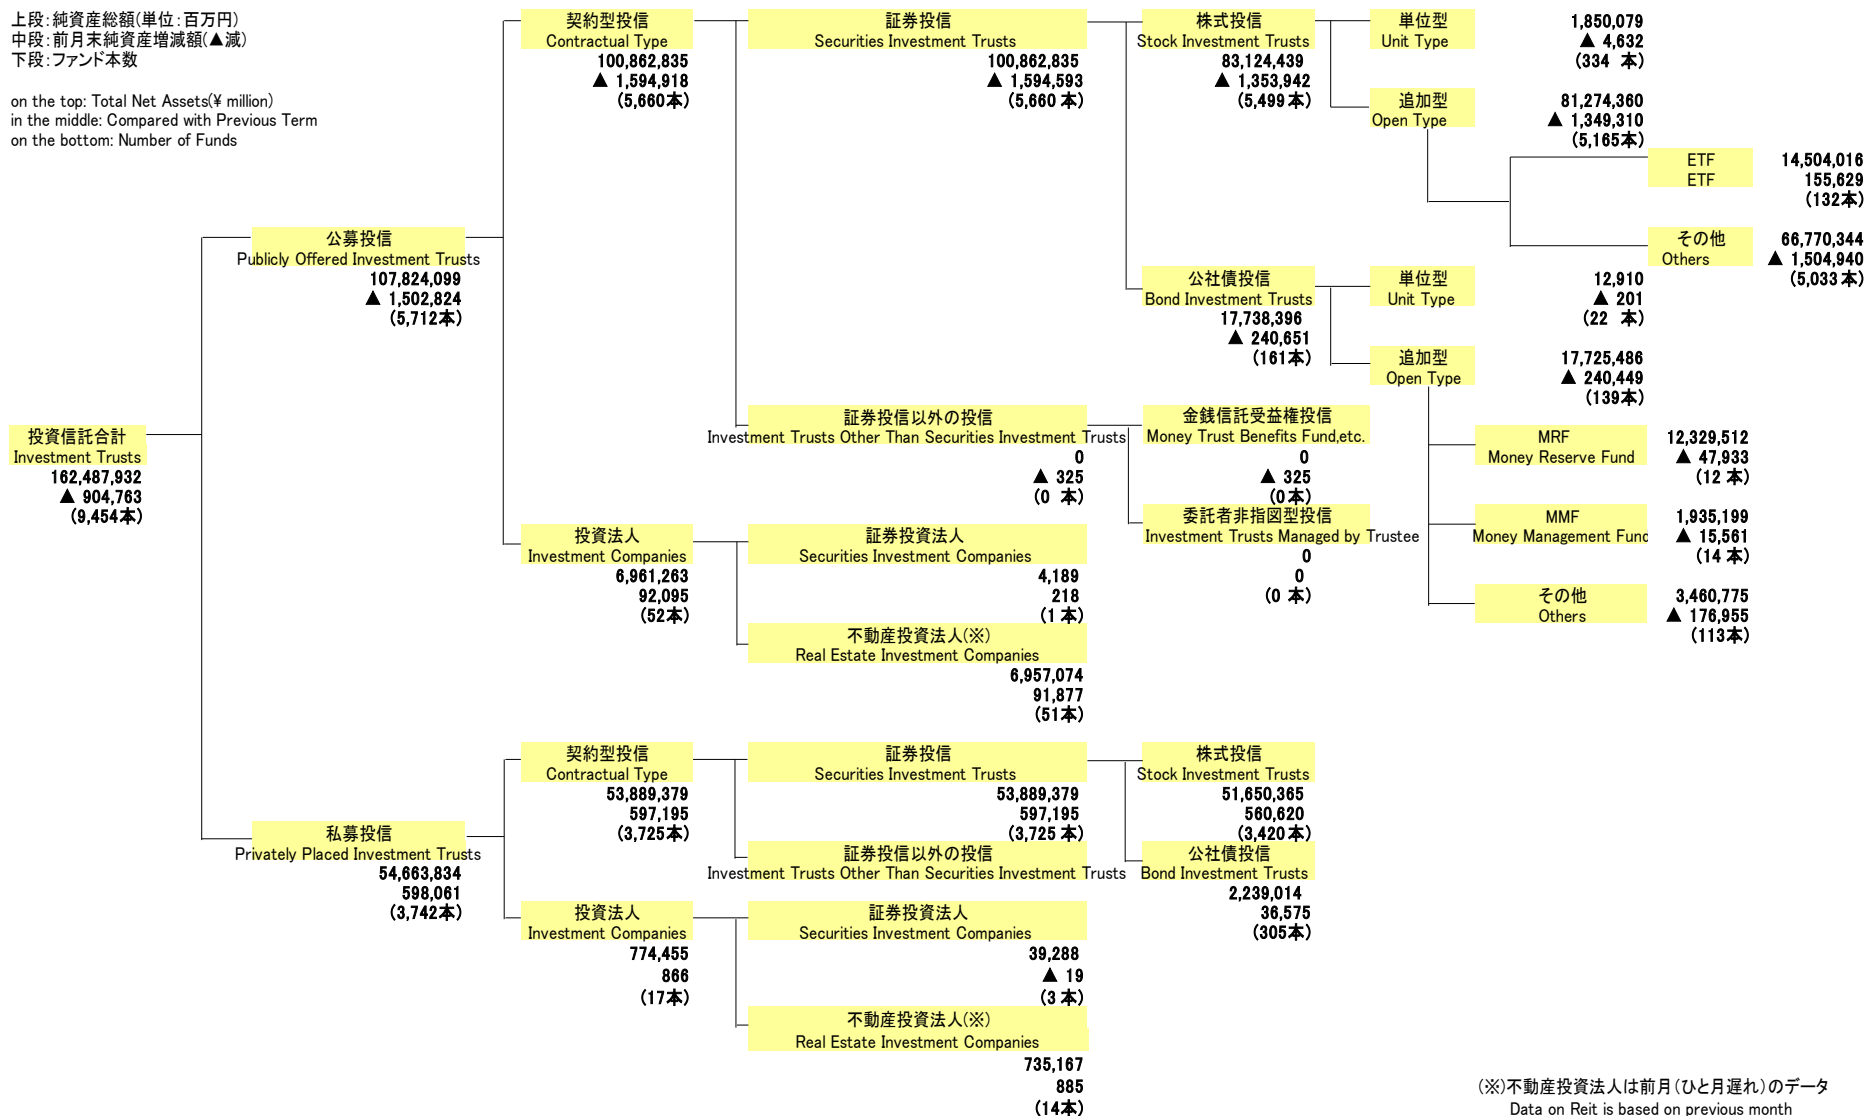 上段:純資産総額(単位:百万円)
中段:前月末純資産増減額(▲減)
下段:ファンド本数
on the top: Total Net Assets(¥ million)
in the middle: Compared with Previous Term
on the bottom: Number of Funds
投資信託合計
Investment Trusts
162,487,932
▲ 904,763
(9,454本)
公募投信
Publicly Offered Investment Trusts
107,824,099
▲ 1,502,824
(5,712本)
契約型投信
Contractual Type
100,862,835
▲ 1,594,918
(5,660本)
証券投信
Securities Investment Trusts
100,862,835
▲ 1,594,593
(5,660 本)
株式投信
Stock Investment Trusts
83,124,439
▲ 1,353,942
(5,499本)
単位型
Unit Type
1,850,079
▲ 4,632
(334 本)
追加型
Open Type
81,274,360
▲ 1,349,310
(5,165本)
ETF
ETF
14,504,016
155,629
(132本)
その他
Others
66,770,344
▲ 1,504,940
(5,033 本)
公社債投信
Bond Investment Trusts
17,738,396
▲ 240,651
(161本)
単位型
Unit Type
12,910
▲ 201
(22 本)
追加型
Open Type
17,725,486
▲ 240,449
(139本)
MRF
Money Reserve Fund
12,329,512
▲ 47,933
(12 本)
MMF
Money Management Fund
1,935,199
▲ 15,561
(14 本)
その他
Others
3,460,775
▲ 176,955
(113本)
証券投信以外の投信
Investment Trusts Other Than Securities Investment Trusts
0
▲ 325
(0 本)
金銭信託受益権投信
Money Trust Benefits Fund,etc.
0
▲ 325
(0本)
委託者非指図型投信
Investment Trusts Managed by Trustee
0
0
(0 本)
投資法人
Investment Companies
6,961,263
92,095
(52本)
証券投資法人
Securities Investment Companies
4,189
218
(1 本)
不動産投資法人(※)
Real Estate Investment Companies
6,957,074
91,877
(51本)
私募投信
Privately Placed Investment Trusts
54,663,834
598,061
(3,742本)
契約型投信
Contractual Type
53,889,379
597,195
(3,725本)
証券投信
Securities Investment Trusts
53,889,379
597,195
(3,725 本)
株式投信
Stock Investment Trusts
51,650,365
560,620
(3,420本)
証券投信以外の投信
Investment Trusts Other Than Securities Investment Trusts
公社債投信
Bond Investment Trusts
2,239,014
36,575
(305本)
投資法人
Investment Companies
774,455
866
(17本)
証券投資法人
Securities Investment Companies
39,288
▲ 19
(3 本)
不動産投資法人(※)
Real Estate Investment Companies
735,167
885
(14本)
(※)不動産投資法人は前月(ひと月遅れ)のデータ
Data on Reit is based on previous month